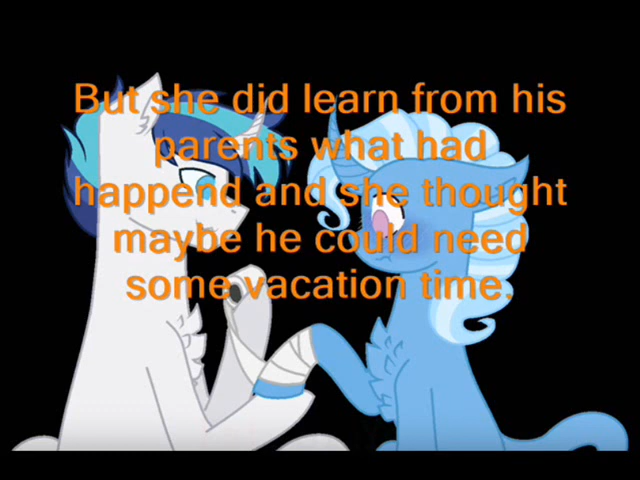 But she did learn from his
parents what had
happend and she thought
maybe he could need
some vacation time.